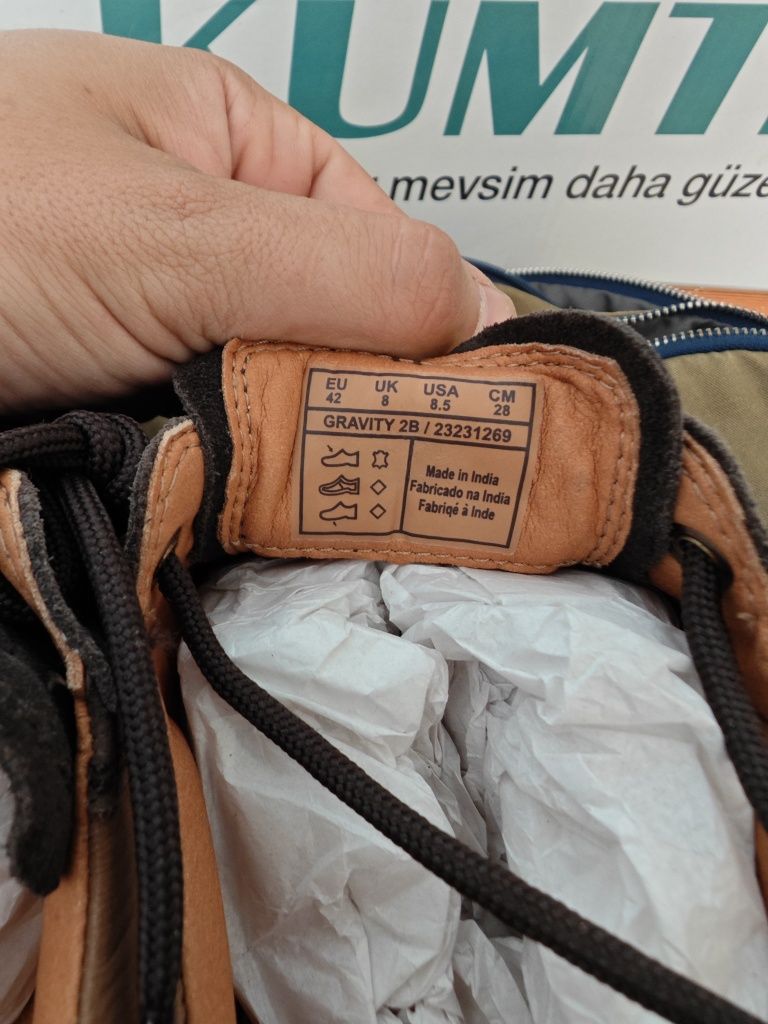 mevsim daha güze
EU UK USA CM
42 8 8.5 28
GRAVITY 2B / 23231269
Made in India
Fabricado na India
Fabriqé à Inde